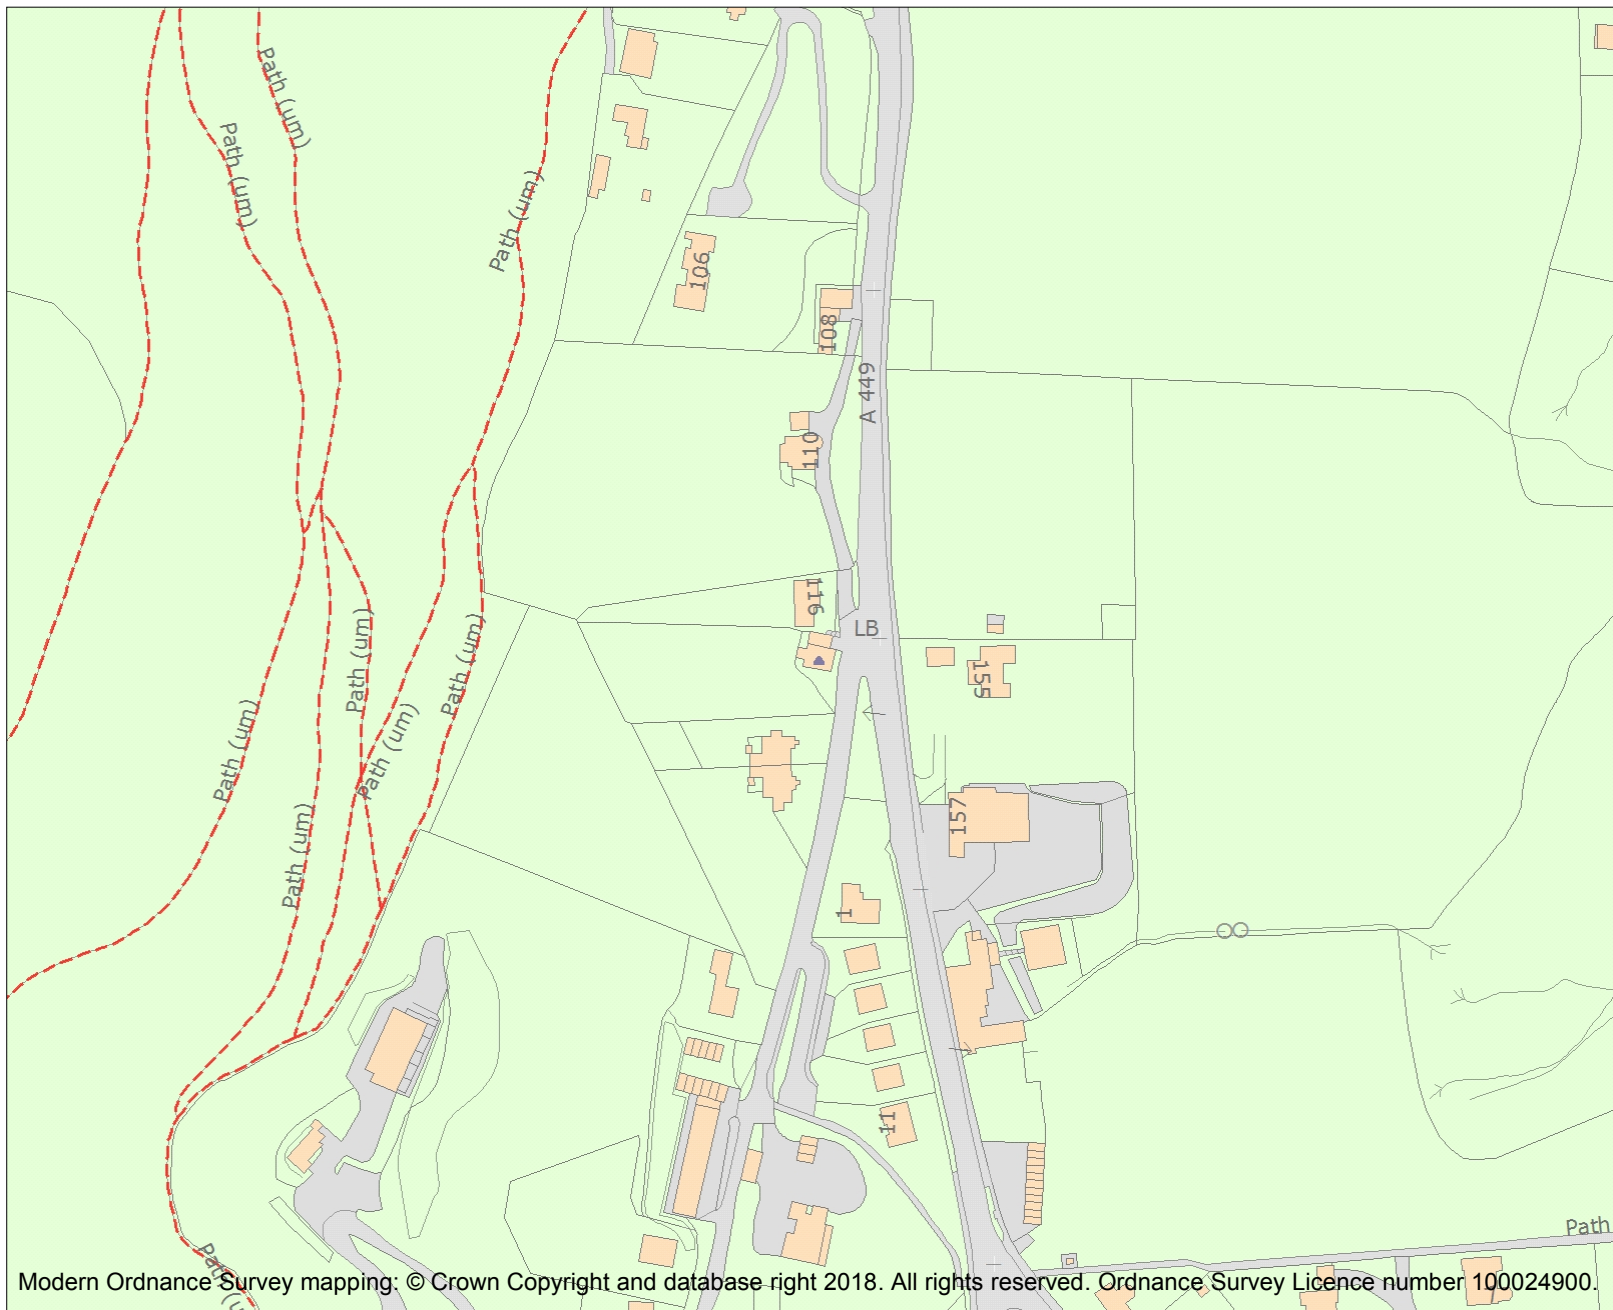 Path (um)
Path (um)
Path (um)
106
108
A 449
110
116
LB
Path (um)
Path (um)
155
Path (um)
Path (um)
157
Path (um)
1
11
Path
Path (u
Modern Ordnance Survey mapping: © Crown Copyright and database right 2018. All rights reserved. Ordnance Survey Licence number 100024900.